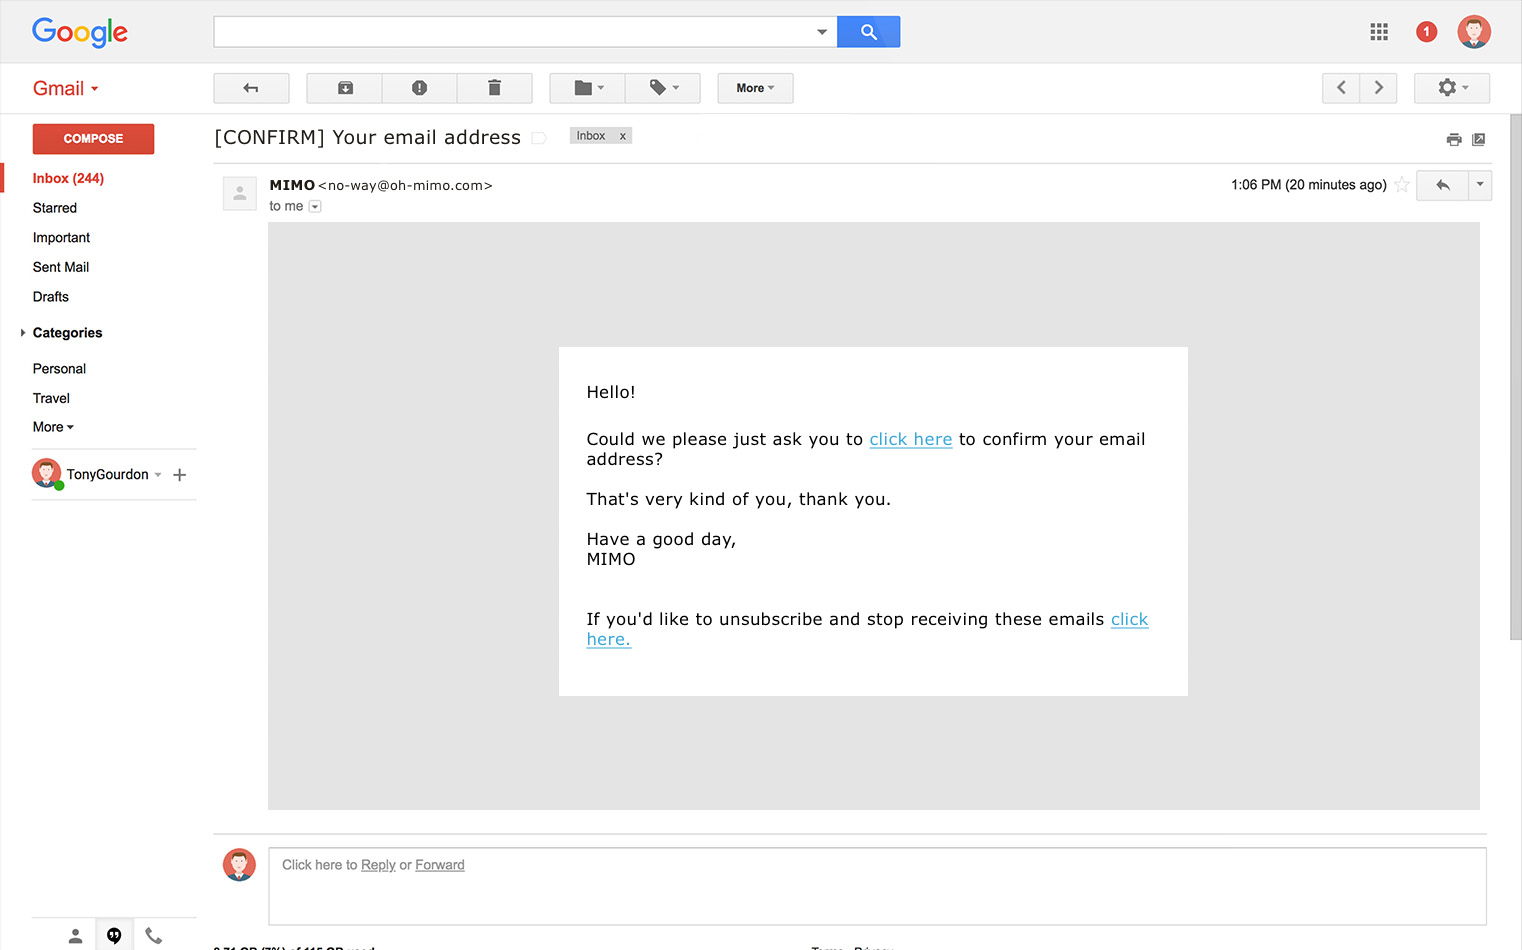 Google
1
Gmail
More
COMPOSE
[CONFIRM] Your email address
Inbox x
Inbox (244)
MIMO <no-way@oh-mimo.com>
1:06 PM (20 minutes ago)
to me
Starred
Important
Sent Mail
Drafts
Categories
Personal
Travel
More
TonyGourdon
Hello!
Could we please just ask you to click here to confirm your email
address?
That's very kind of you, thank you.
Have a good day,
MIMO
If you'd like to unsubscribe and stop receiving these emails click
here.
Click here to Reply or Forward